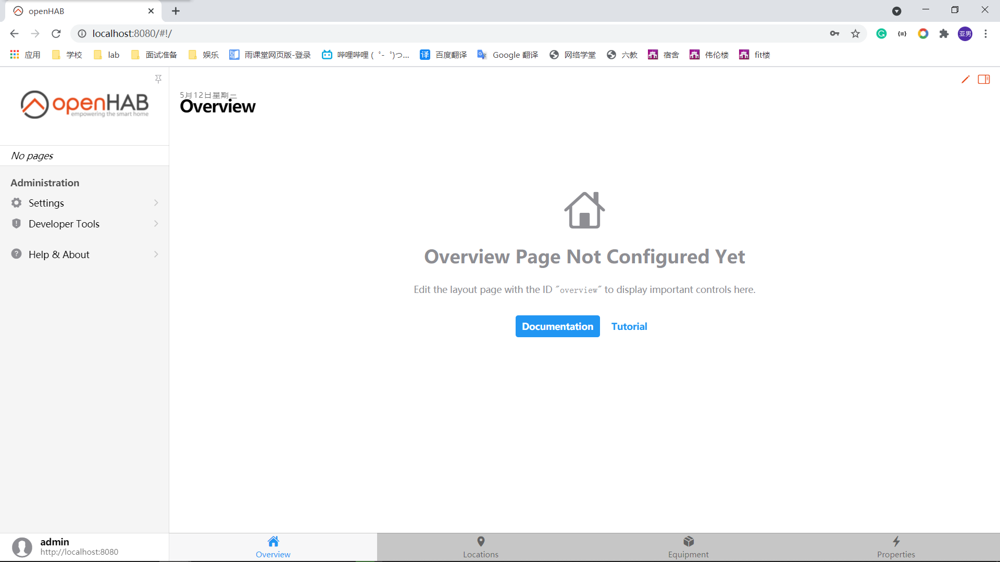 openHAB
localhost:8080/#!/
应用 学校 lab 面试准备 娱乐 雨课堂网页版-登录 哔哩哔哩 ( ゜- ゜)つ... 百度翻译 Google 翻译 网络学堂 六教 宿舍 伟伦楼 fit楼
亚男
译
openHAB
empowering the smart home
No pages
Administration
Settings
Developer Tools
Help & About
admin
http://localhost:8080
5月12日星期三
Overview
Overview Page Not Configured Yet
Edit the layout page with the ID "overview" to display important controls here.
Documentation Tutorial
Overview Locations Equipment Properties